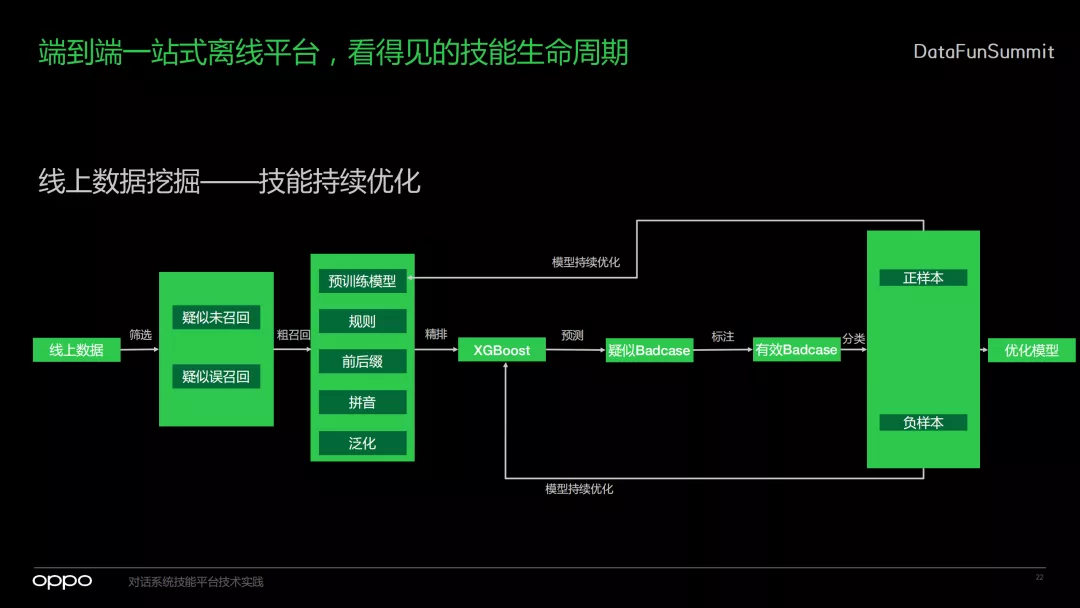 端到端一站式离线平台，看得见的技能生命周期
DataFunSummit
线上数据挖掘——技能持续优化
线上数据
筛选
疑似未召回
疑似误召回
粗召回
预训练模型
规则
前后缀
拼音
泛化
精排
XGBoost
预测
疑似Badcase
标注
有效Badcase
分类
正样本
负样本
优化模型
模型持续优化
模型持续优化
oppo
对话系统技能平台技术实践
22